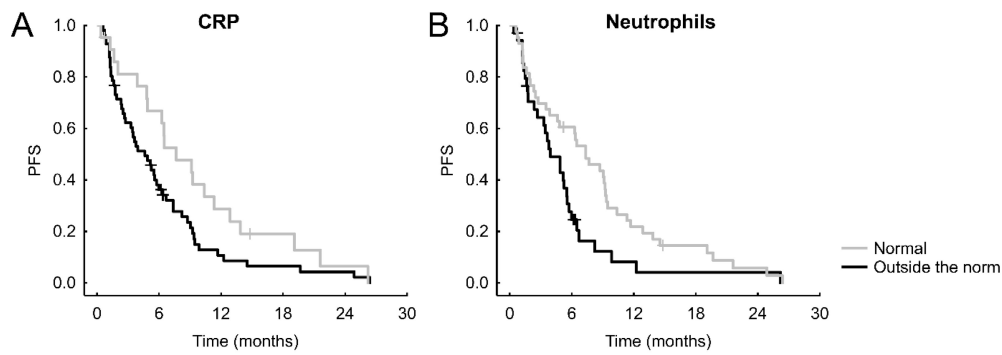 A
CRP
PFS
1.0
0.8
0.6
0.4
0.2
0.0
0 6 12 18 24 30
Time (months)
B
Neutrophils
PFS
1.0
0.8
0.6
0.4
0.2
0.0
0 6 12 18 24 30
Time (months)
Normal
Outside the norm